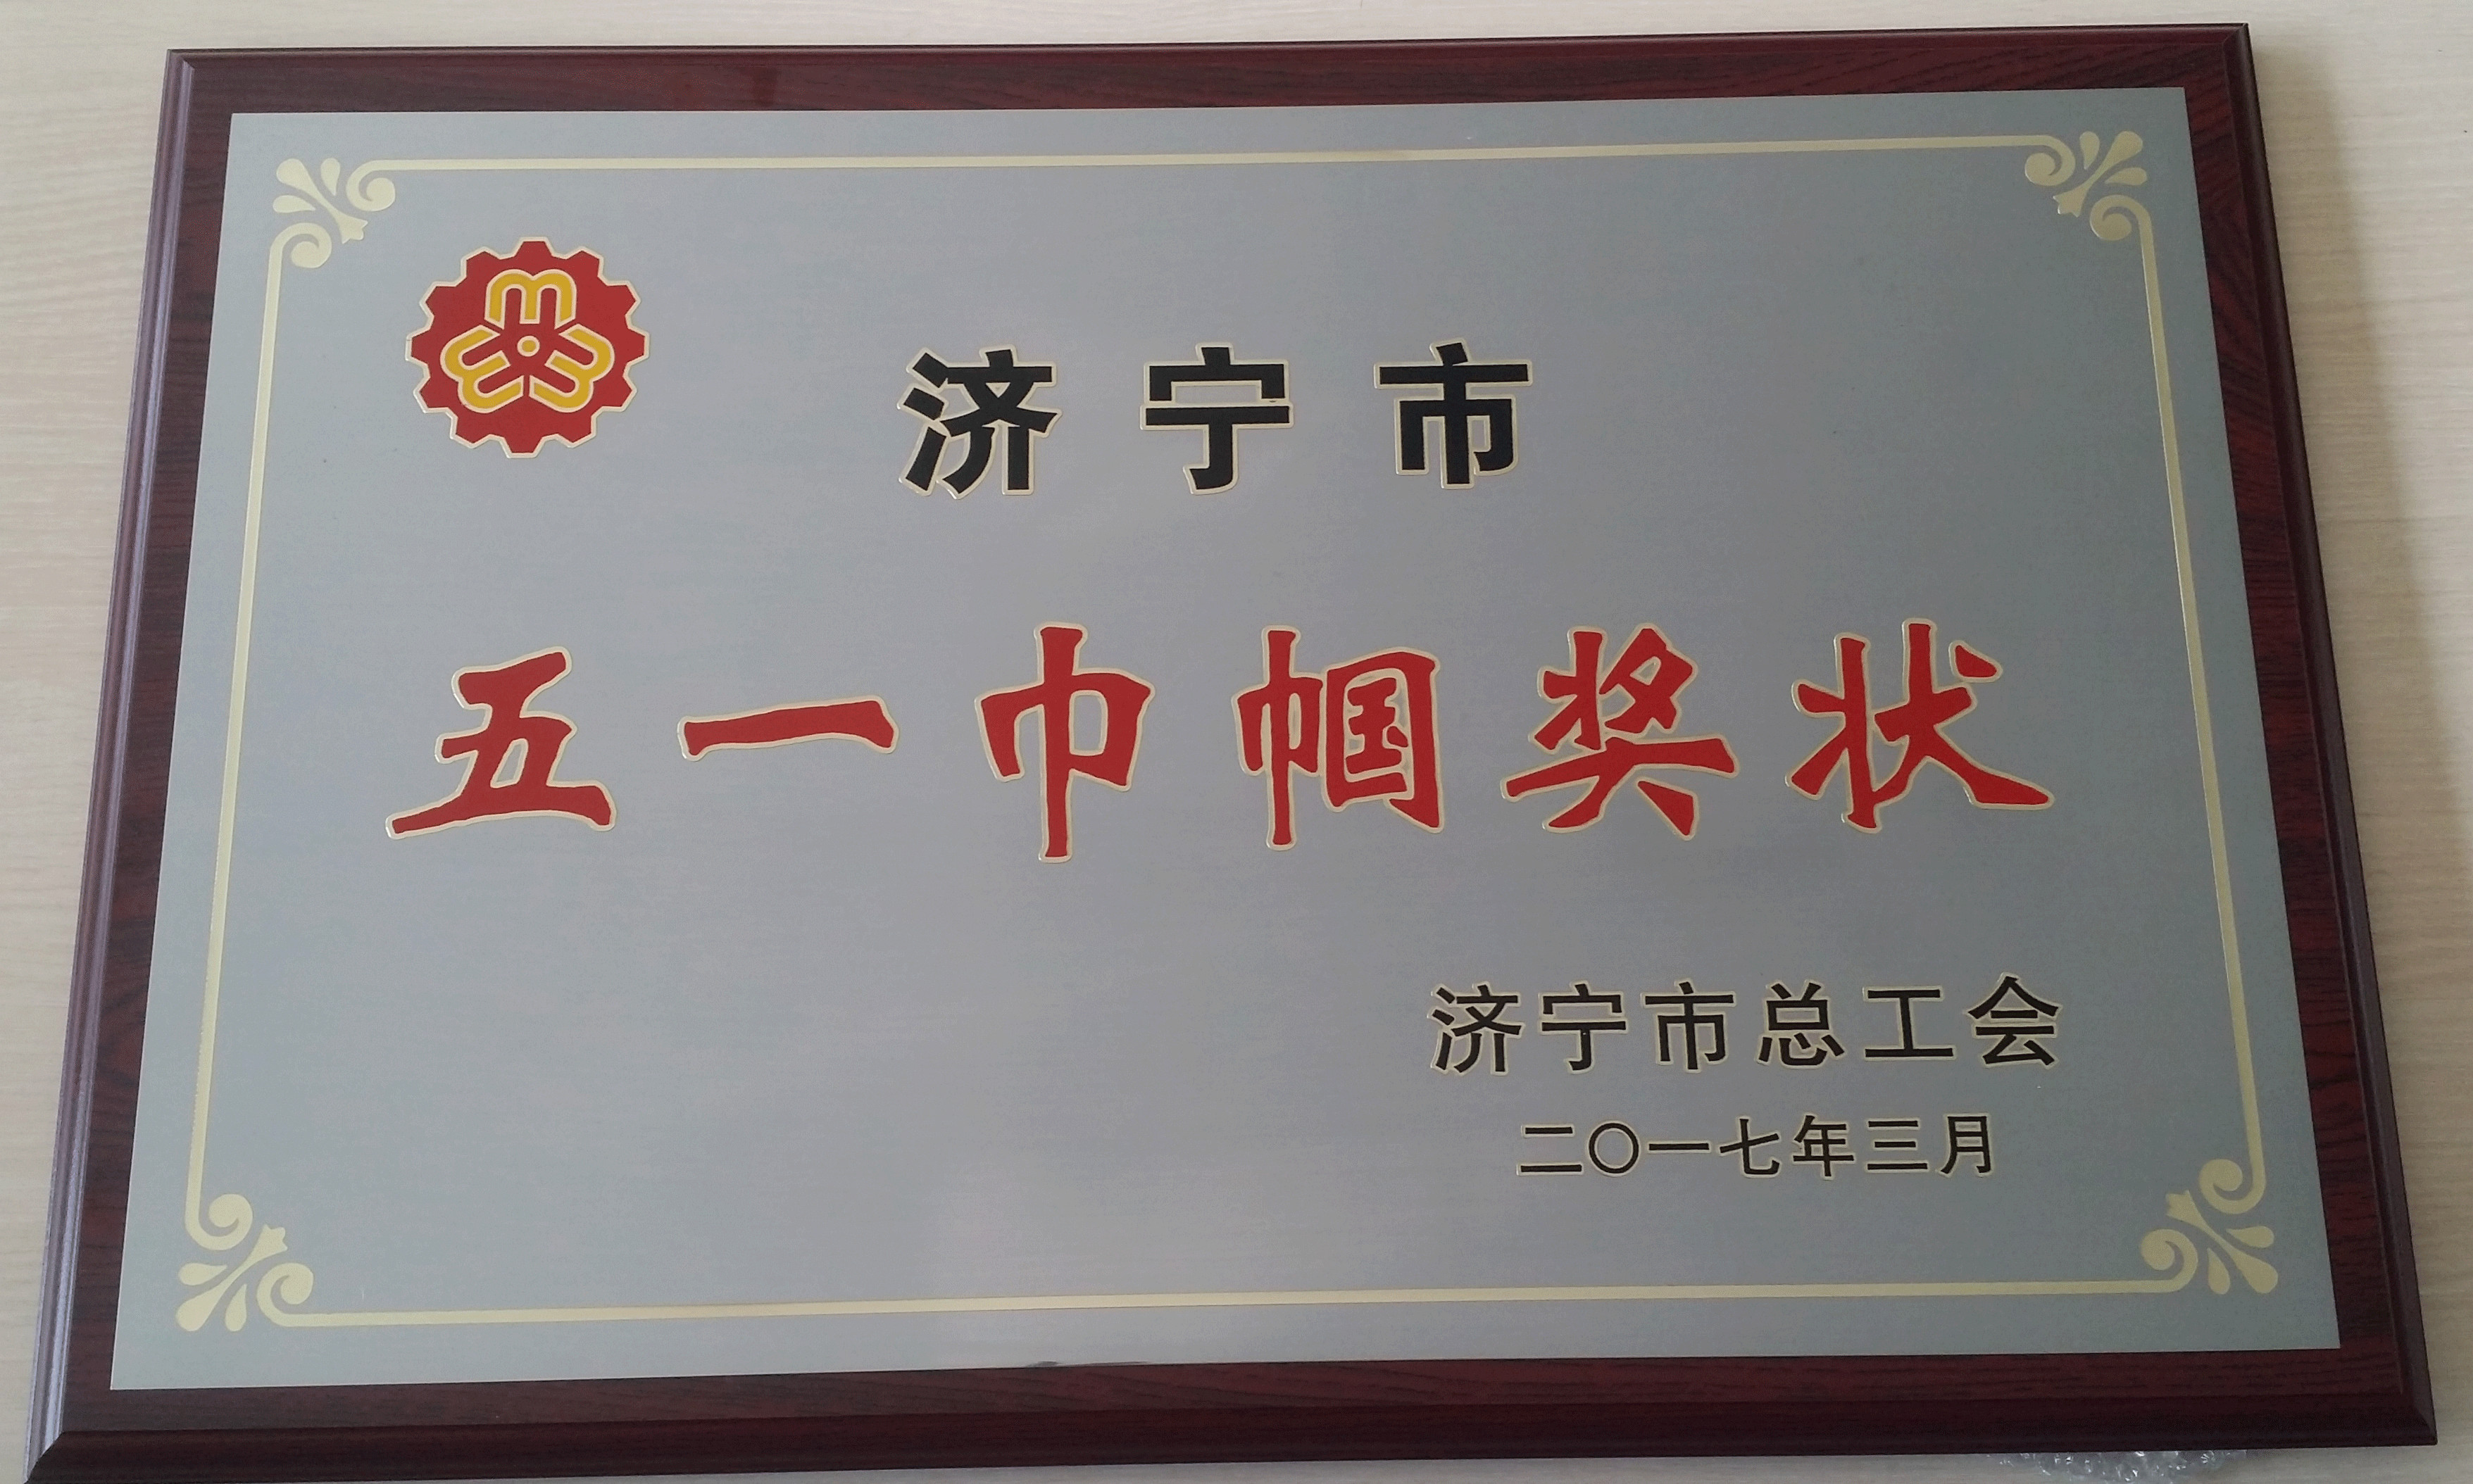 济宁市
五一巾帼奖状
济宁市总工会
二〇一七年三月